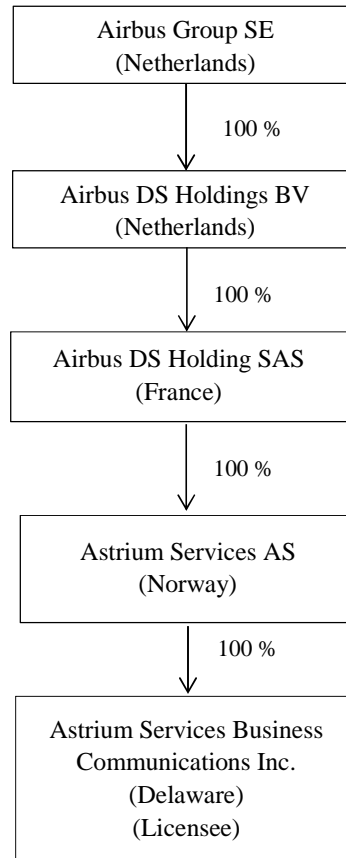 Airbus Group SE
(Netherlands)
100 %
Airbus DS Holdings BV
(Netherlands)
100 %
Airbus DS Holding SAS
(France)
100 %
Astrium Services AS
(Norway)
100 %
Astrium Services Business
Communications Inc.
(Delaware)
(Licensee)